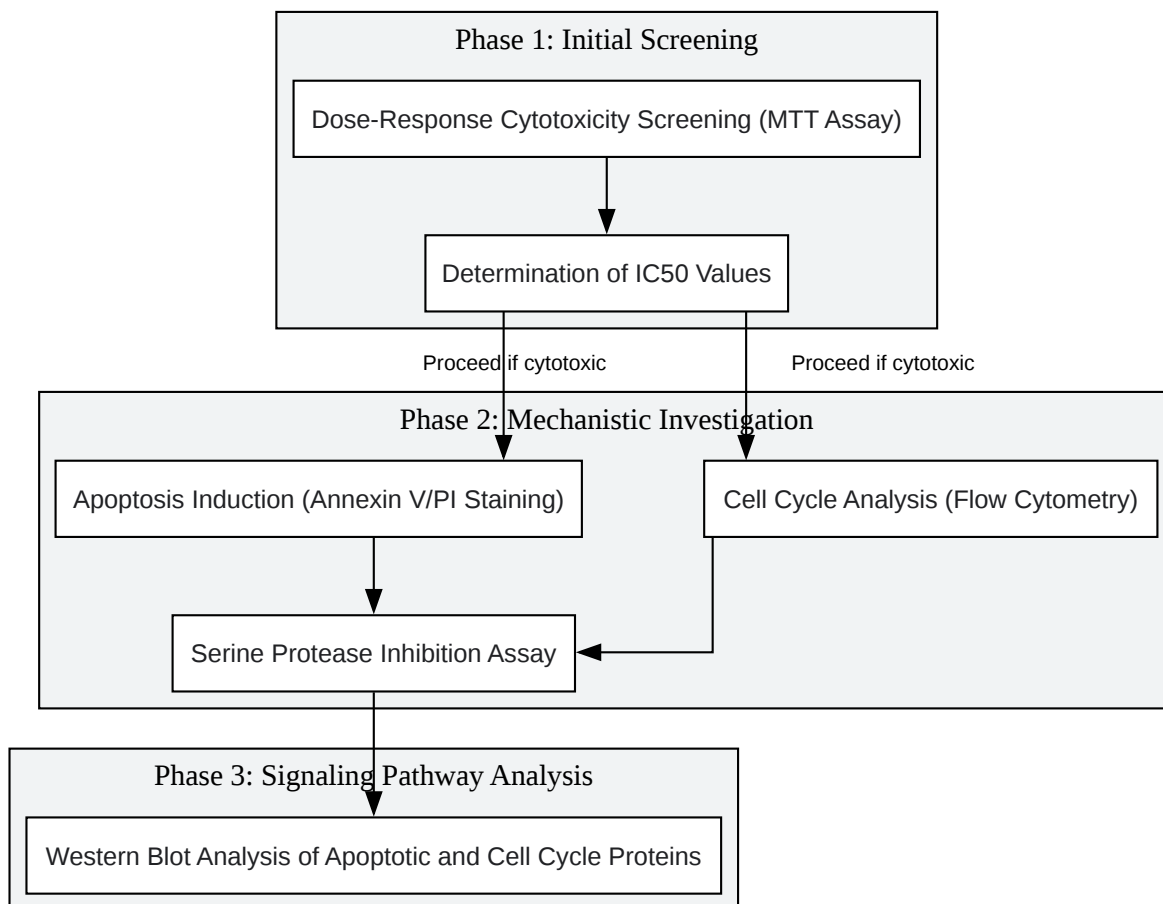 Phase 1: Initial Screening
Dose-Response Cytotoxicity Screening (MTT Assay)
Determination of IC50 Values
Proceed if cytotoxic
Proceed if cytotoxic
Phase 2: Mechanistic Investigation
Apoptosis Induction (Annexin V/PI Staining)
Cell Cycle Analysis (Flow Cytometry)
Serine Protease Inhibition Assay
Phase 3: Signaling Pathway Analysis
Western Blot Analysis of Apoptotic and Cell Cycle Proteins